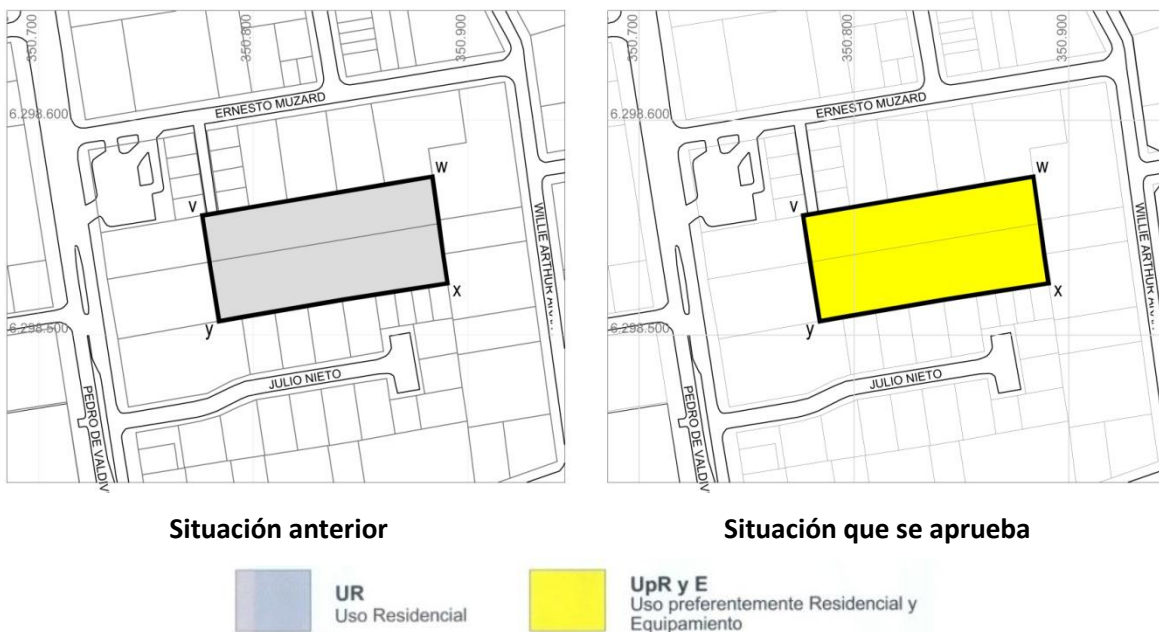 350.700
350.800
350.900
6.298.600
ERNESTO MUZARD
W
V
WILLIE ARTHUR
X
6.298.500
y
JULIO NIETO
PEDRO DE VALDIV
350.700
350.800
350.900
6.298.600
ERNESTO MUZARD
W
V
WILLIE ARTHUR
X
6.298.500
y
JULIO NIETO
PEDRO DE VALDIV
Situación anterior
Situación que se aprueba
UR
Uso Residencial
UpR y E
Uso preferentemente Residencial y
Equipamiento